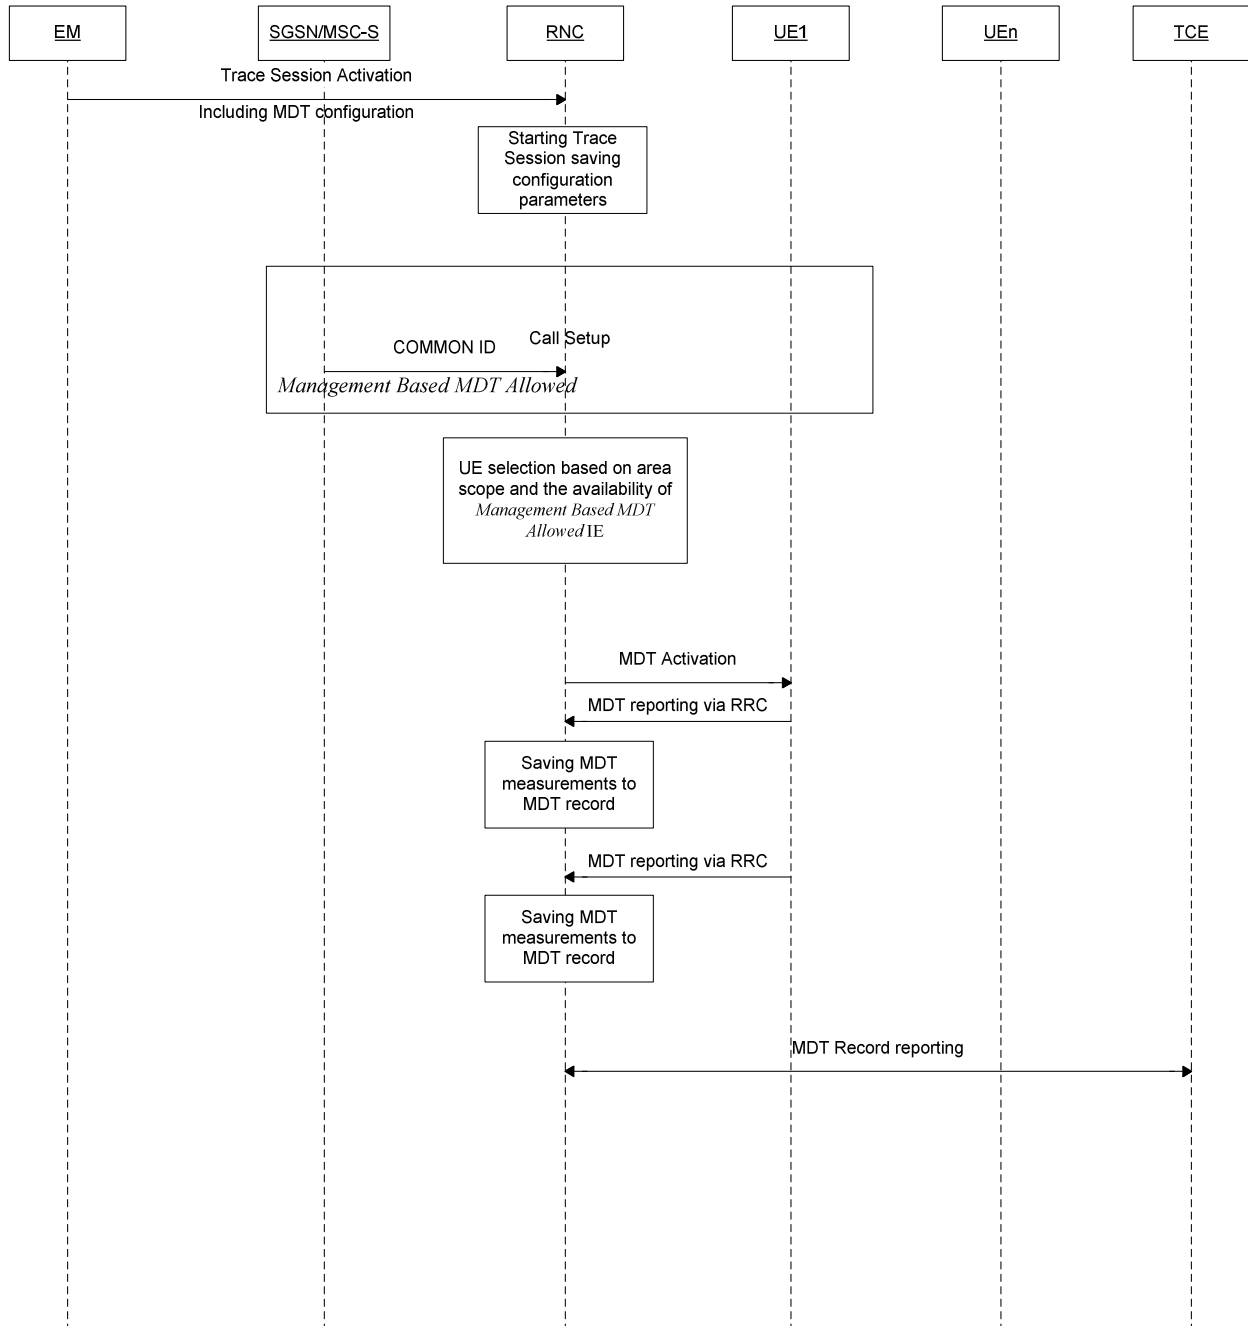 EM
SGSN/MSC-S
RNC
UE1
UEn
TCE
Trace Session Activation
Including MDT configuration
Starting Trace
Session saving
configuration
parameters
Call Setup
COMMON ID
Management Based MDT Allowed
UE selection based on area
scope and the availability of
Management Based MDT
Allowed IE
MDT Activation
MDT reporting via RRC
Saving MDT
measurements to
MDT record
MDT reporting via RRC
Saving MDT
measurements to
MDT record
MDT Record reporting